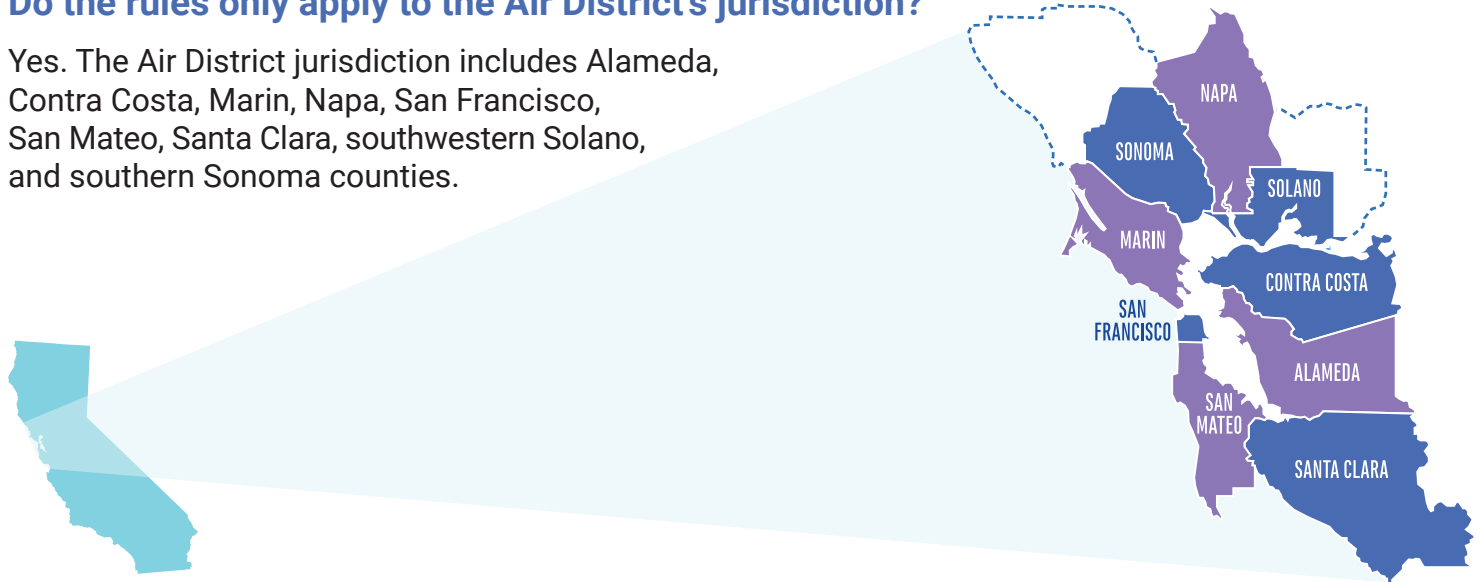 Do the rules only apply to the Air District's jurisdiction?
Yes. The Air District jurisdiction includes Alameda,
Contra Costa, Marin, Napa, San Francisco,
San Mateo, Santa Clara, southwestern Solano,
and southern Sonoma counties.
NAPA
SONOMA
SOLANO
MARIN
CONTRA COSTA
SAN
FRANCISCO
ALAMEDA
SAN
MATEO
SANTA CLARA